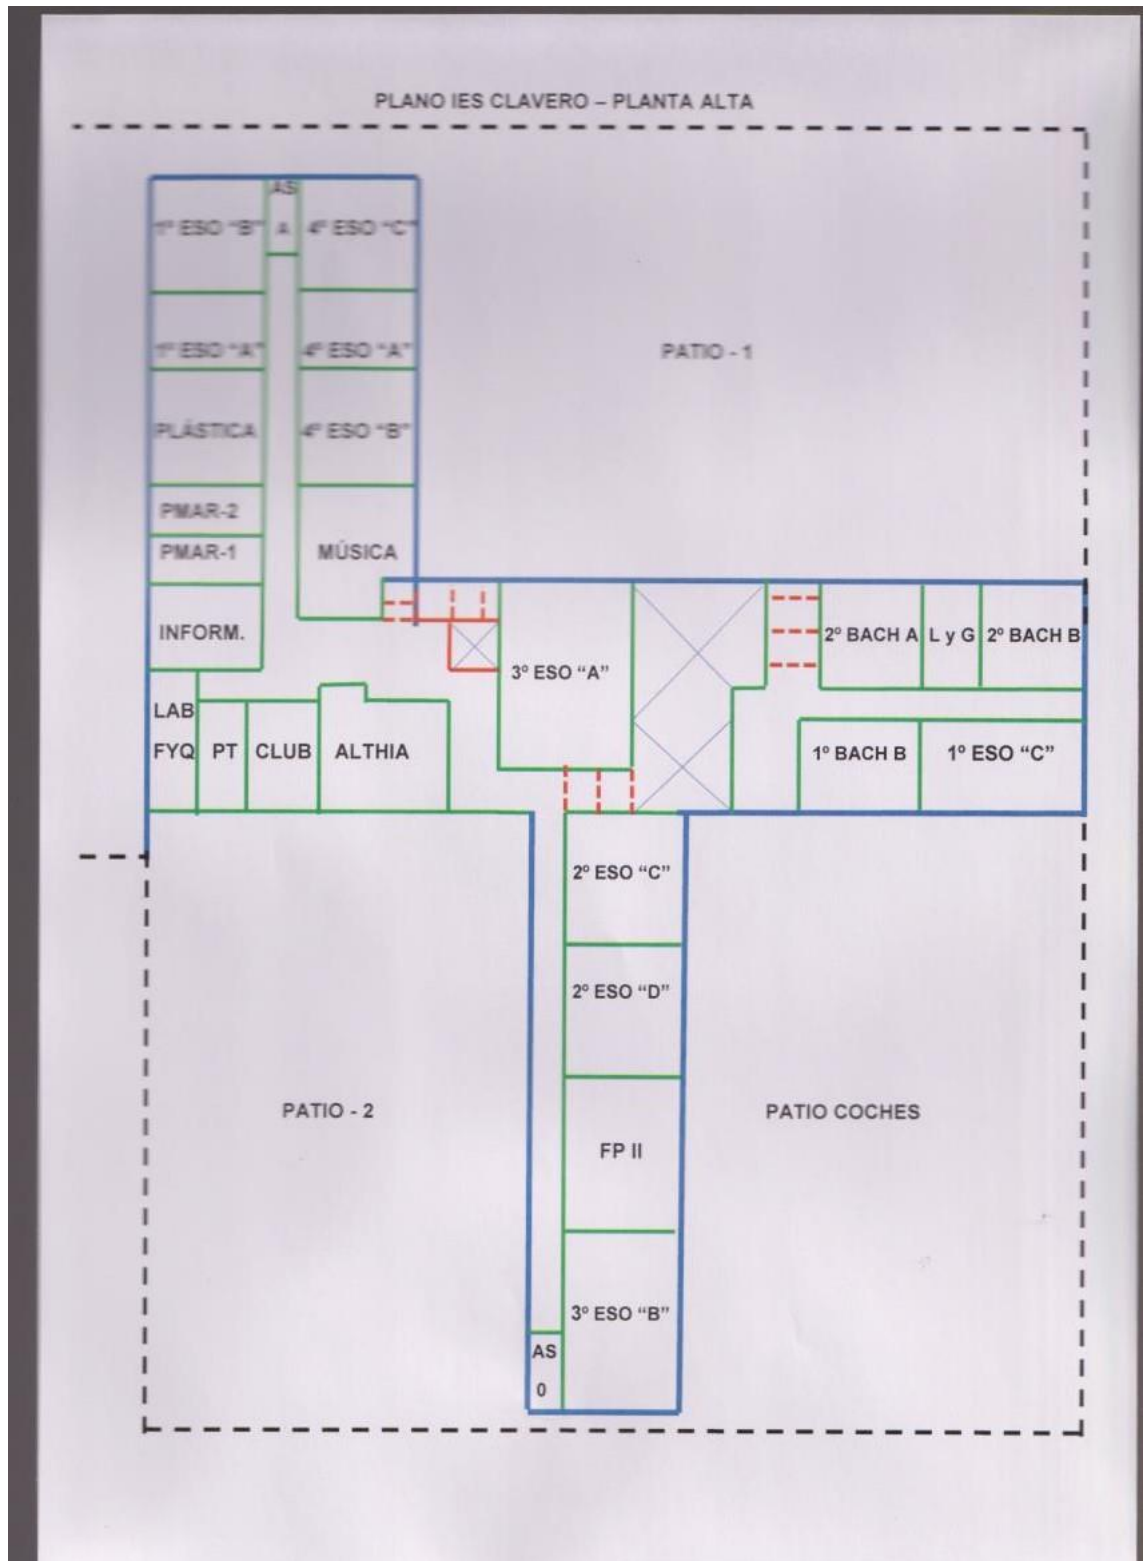 PLANO IES CLAVERO – PLANTA ALTA
AS
1º ESO “B” A 4º ESO “C”
1º ESO “A” 4º ESO “A”
PATIO - 1
PLÁSTICA 4º ESO “B”
PMAR-2
PMAR-1 MÚSICA
INFORM.
2º BACH A L y G 2º BACH B
3º ESO “A”
LAB
FYQ PT CLUB ALTHIA
1º BACH B 1º ESO “C”
2º ESO “C”
2º ESO “D”
PATIO - 2
PATIO COCHES
FP II
3º ESO “B”
AS
0